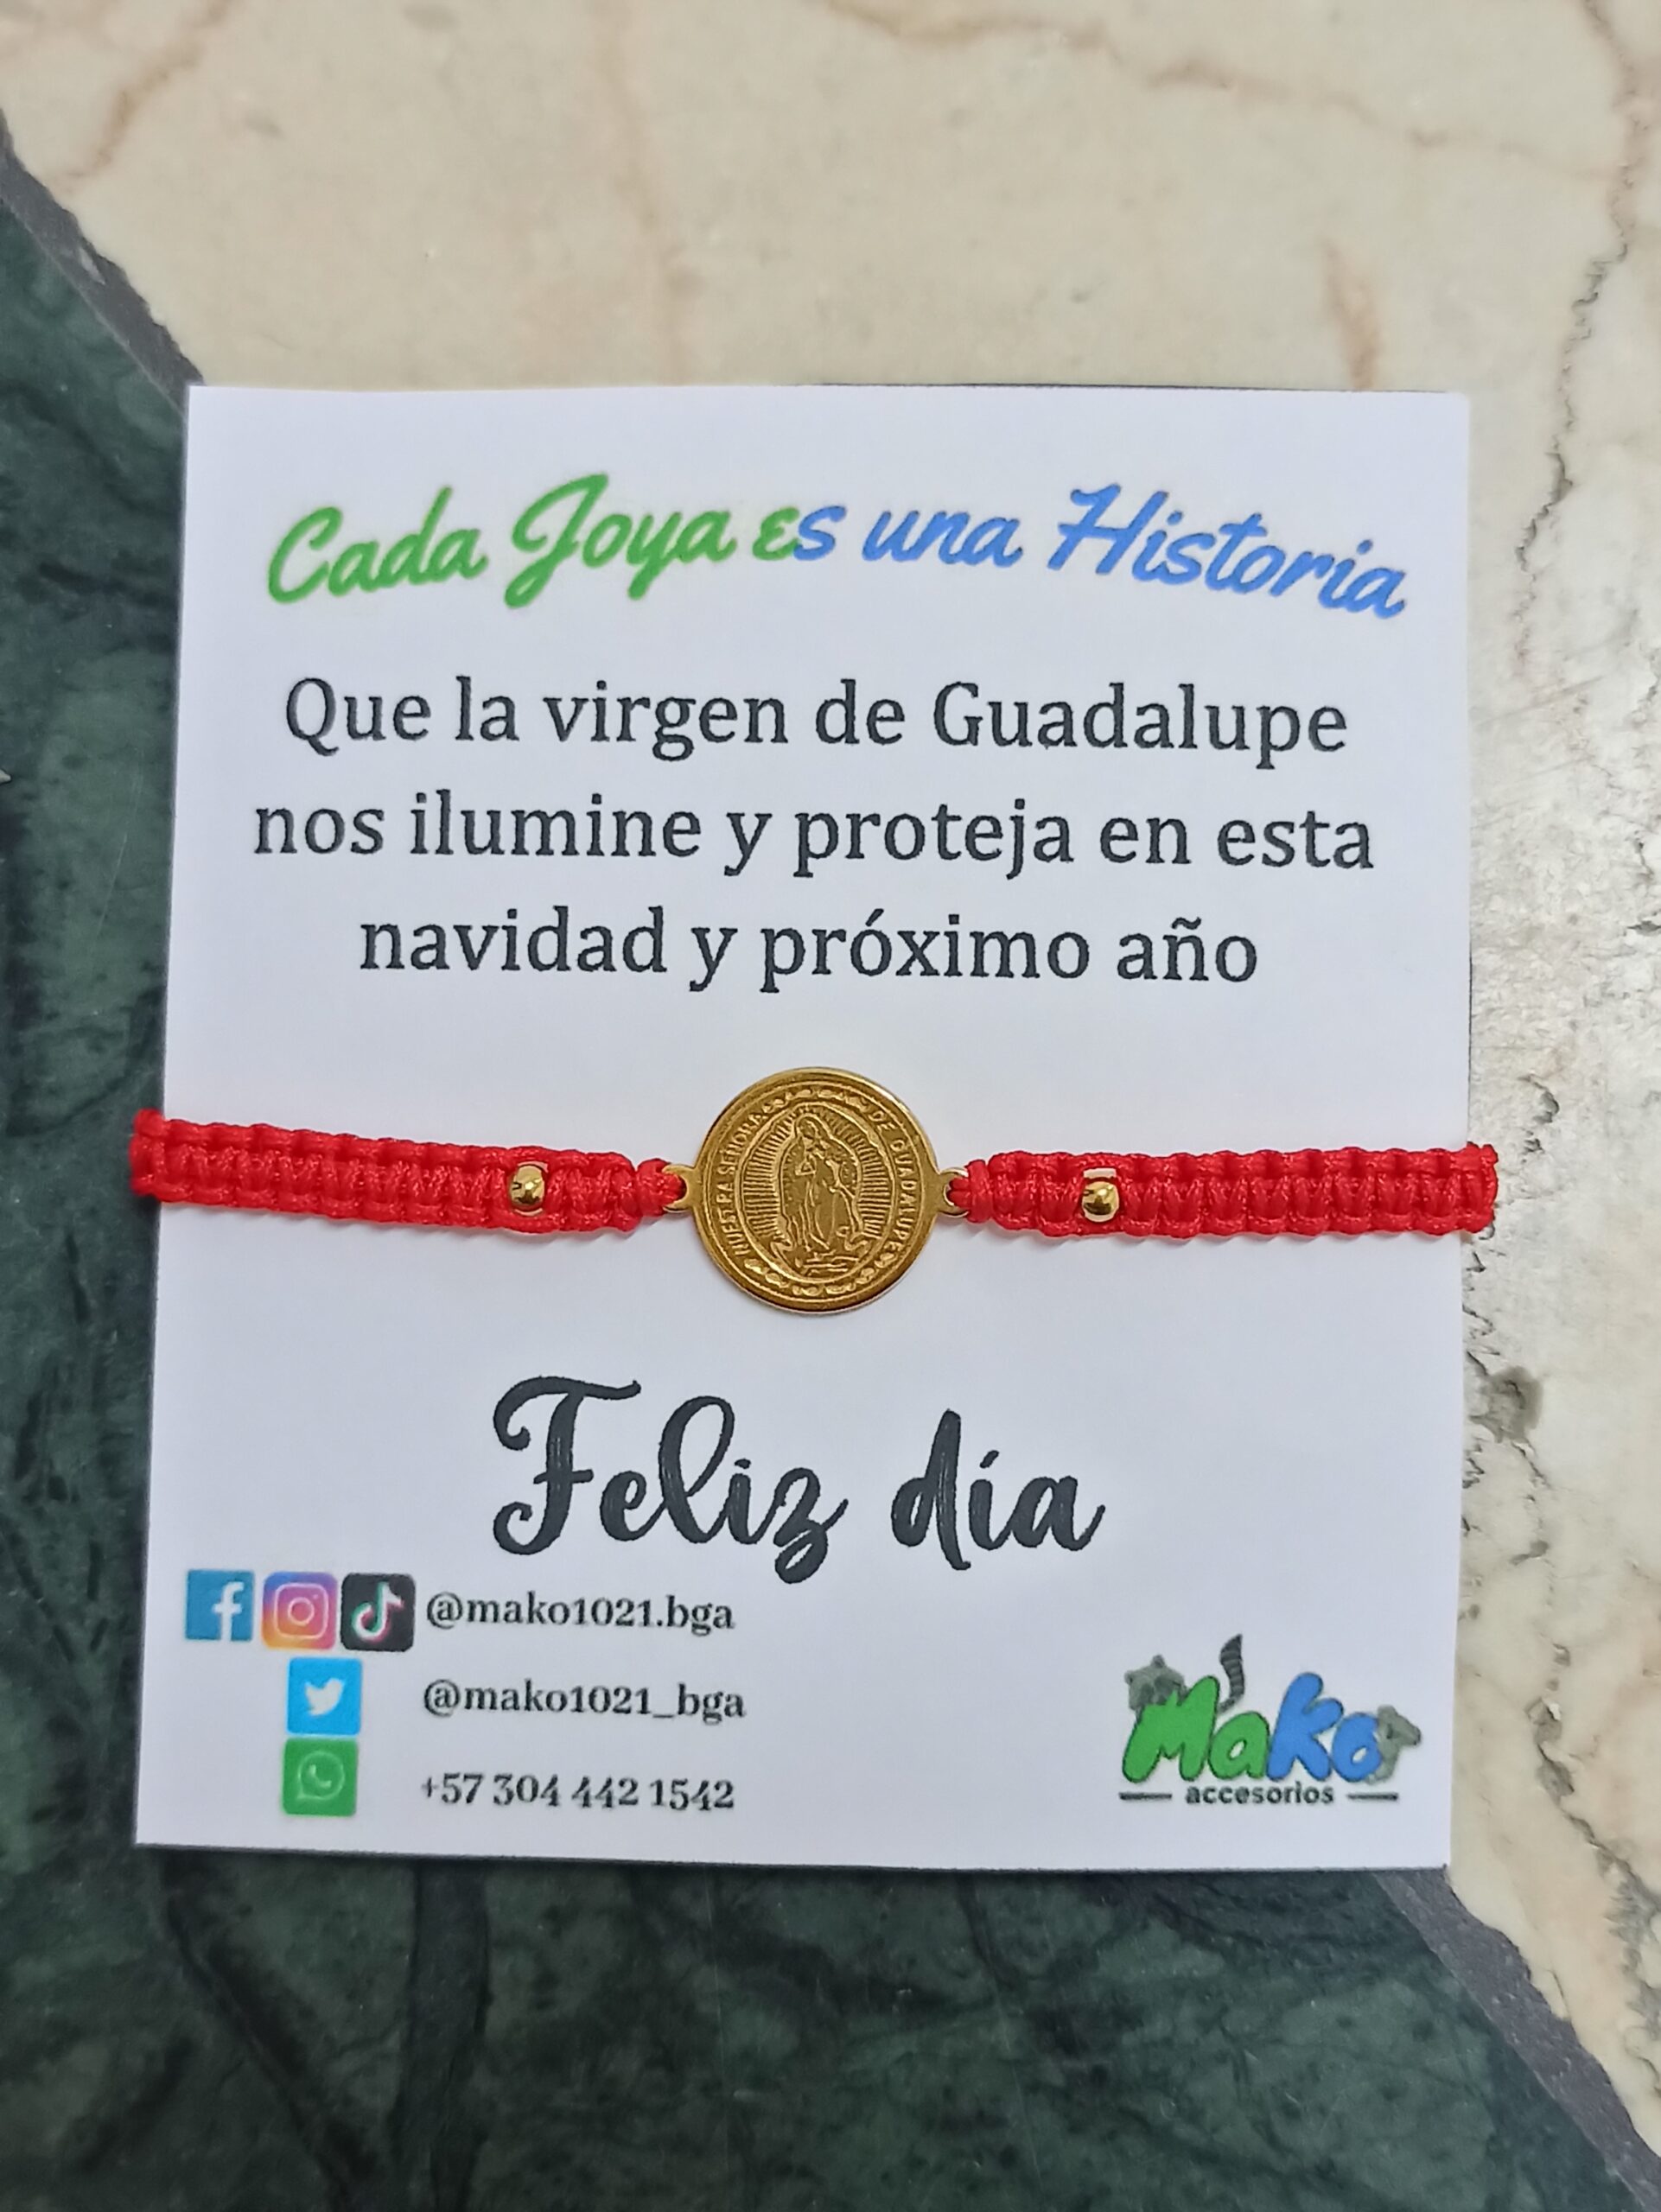 Cada Joya es una Historia
Que la virgen de Guadalupe
nos ilumine y proteja en esta
navidad y próximo año
NUESTRA SEÑORA DE GUADALUPE
Feliz día
@mako1021.bga
@mako1021_bga
+57 304 442 1542
Mako
accesorios